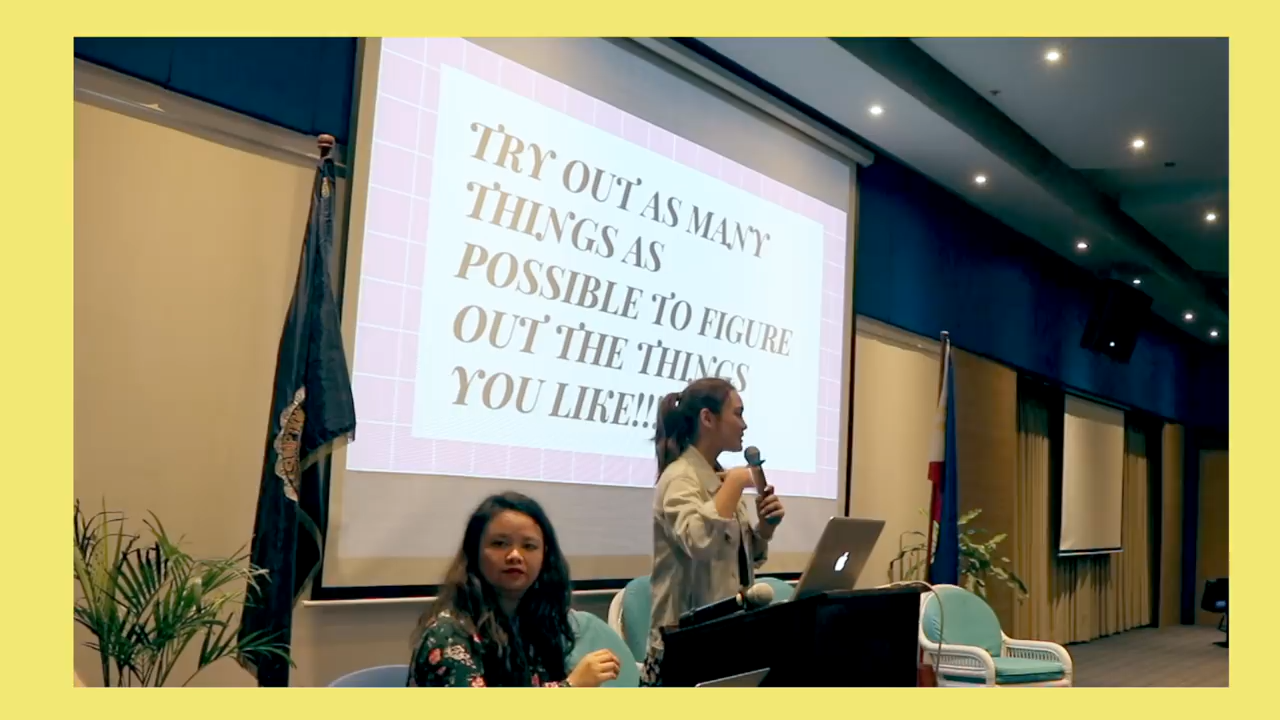 TRY OUT AS MANY
THINGS AS
POSSIBLE TO FIGURE
OUT THE THINGS
YOU LIKE!!!